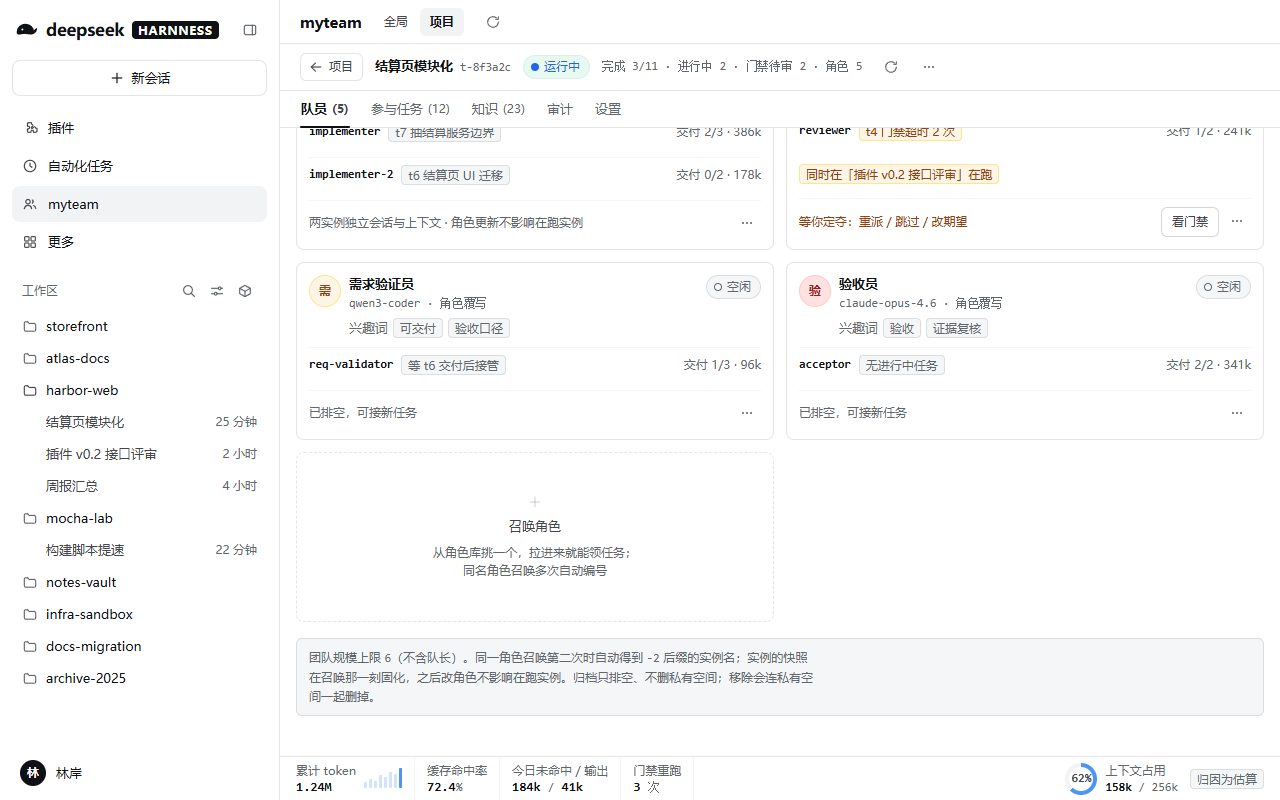 deepseek HARNNESS
新会话
插件
自动化任务
myteam
更多
工作区
storefront
atlas-docs
harbor-web
结算页模块化 25 分钟
插件 v0.2 接口评审 2 小时
周报汇总 4 小时
mocha-lab
构建脚本提速 22 分钟
notes-vault
infra-sandbox
docs-migration
archive-2025
林 林岸
myteam 全局 项目
项目 结算页模块化 t-8f3a2c 运行中 完成 3/11 · 进行中 2 · 门禁待审 2 · 角色 5
队员 (5) 参与任务 (12) 知识 (23) 审计 设置
implementer t7 抽结算服务边界 交付 2/3 · 386k
implementer-2 t6 结算页 UI 迁移 交付 0/2 · 178k
两实例独立会话与上下文 · 角色更新不影响在跑实例
reviewer t4 门禁超时 2 次 交付 1/2 · 241k
同时在「插件 v0.2 接口评审」在跑
等你定夺：重派 / 跳过 / 改期望 看门禁
需 需求验证员 空闲
qwen3-coder · 角色覆写
兴趣词 可交付 验收口径
req-validator 等 t6 交付后接管 交付 1/3 · 96k
已排空，可接新任务
验 验收员 空闲
claude-opus-4.6 · 角色覆写
兴趣词 验收 证据复核
acceptor 无进行中任务 交付 2/2 · 341k
已排空，可接新任务
召唤角色
从角色库挑一个，拉进来就能领任务；
同名角色召唤多次自动编号
团队规模上限 6（不含队长）。同一角色召唤第二次时自动得到 -2 后缀的实例名；实例的快照
在召唤那一刻固化，之后改角色不影响在跑实例。归档只排空、不删私有空间；移除会连私有空
间一起删掉。
累计 token
1.24M
缓存命中率
72.4%
今日未命中 / 输出
184k / 41k
门禁重跑
3 次
62%
上下文占用
158k / 256k
归因为估算